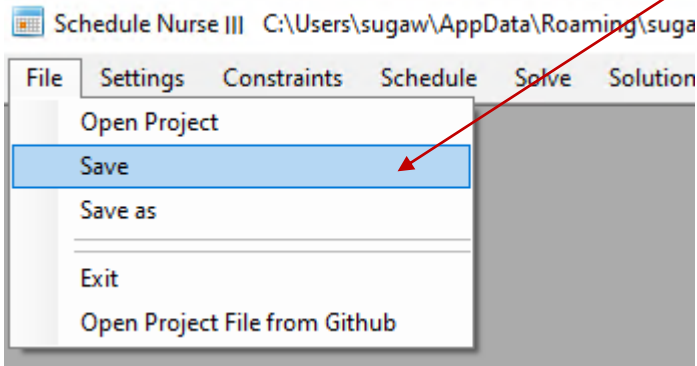 Schedule Nurse III C:\Users\sugaw\AppData\Roaming\suga
File Settings Constraints Schedule Solve Solution
Open Project
Save
Save as
Exit
Open Project File from Github